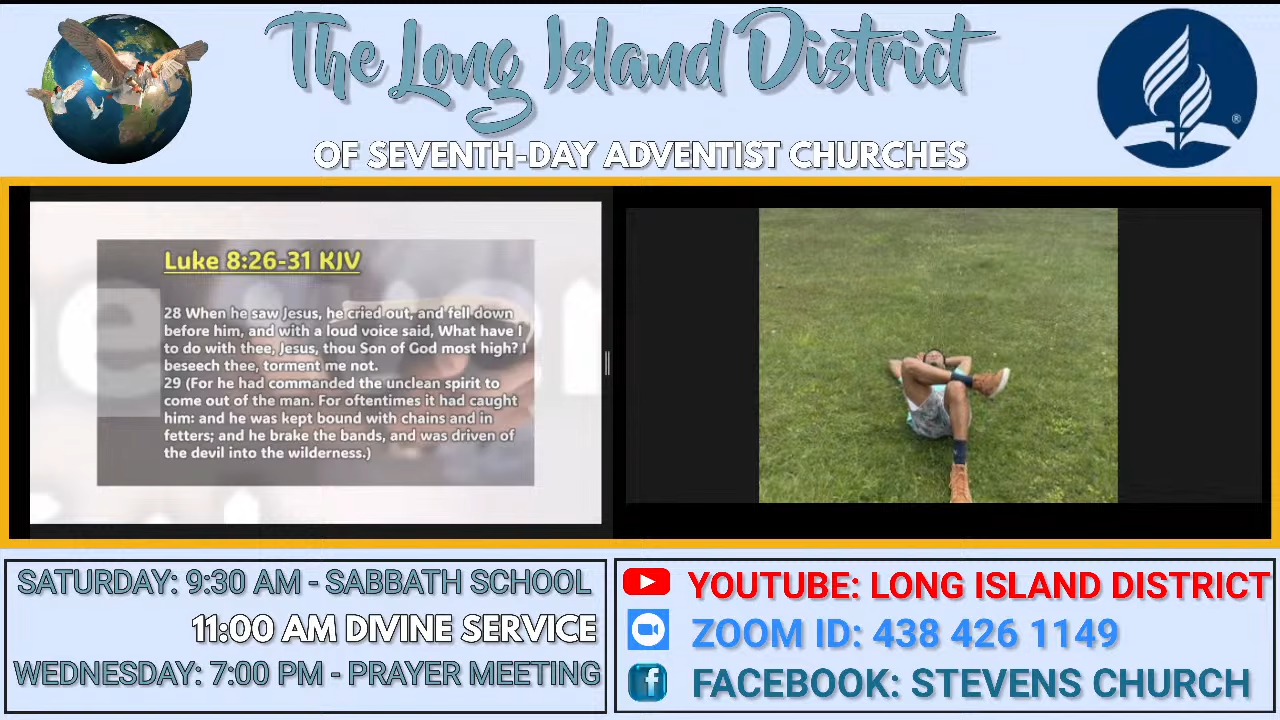 The Long Island District
OF SEVENTH-DAY ADVENTIST CHURCHES
®
Luke 8:26-31 KJV
28 When he saw Jesus, he cried out, and fell down
before him, and with a loud voice said, What have I
to do with thee, Jesus, thou Son of God most high? I
beseech thee, torment me not.
29 (For he had commanded the unclean spirit to
come out of the man. For oftentimes it had caught
him: and he was kept bound with chains and in
fetters; and he brake the bands, and was driven of
the devil into the wilderness.)
SATURDAY: 9:30 AM - SABBATH SCHOOL
11:00 AM DIVINE SERVICE
WEDNESDAY: 7:00 PM - PRAYER MEETING
YOUTUBE: LONG ISLAND DISTRICT
ZOOM ID: 438 426 1149
f
FACEBOOK: STEVENS CHURCH